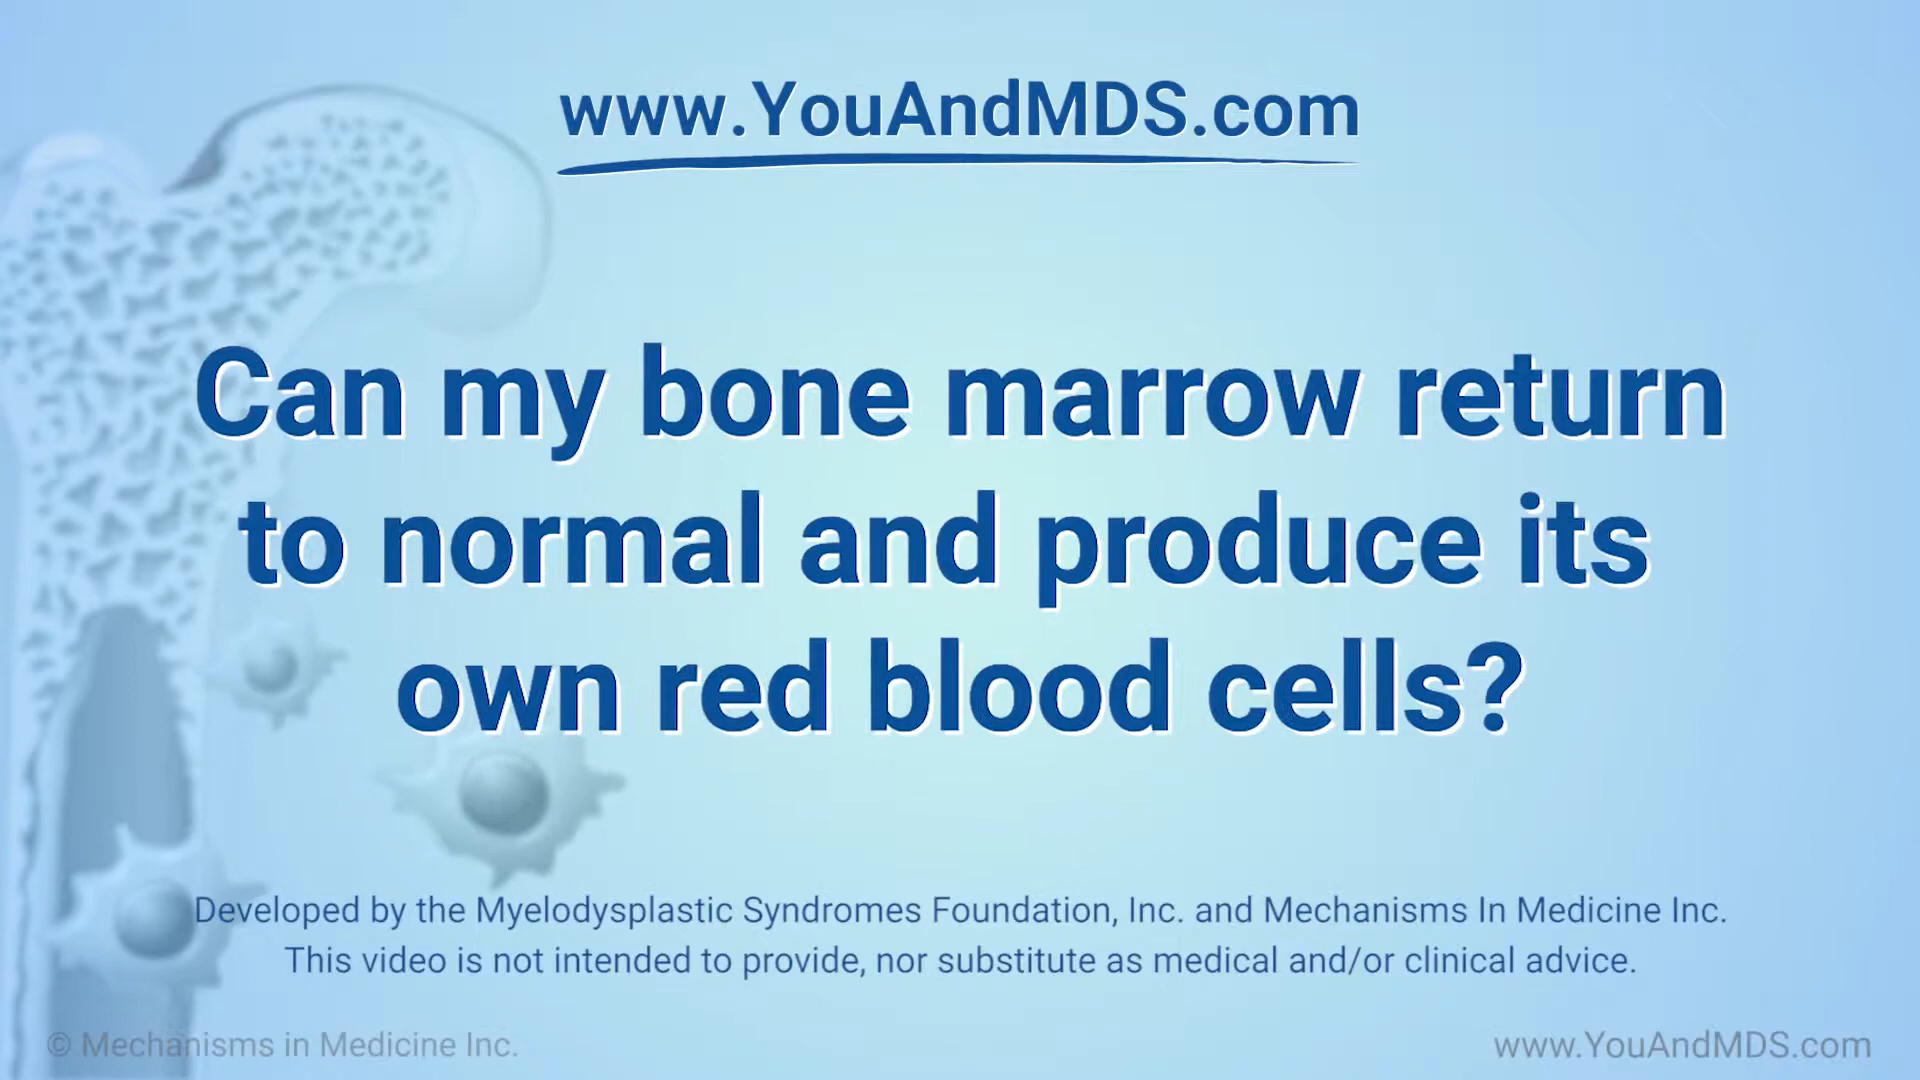 www.YouAndMDS.com
Can my bone marrow return
to normal and produce its
own red blood cells?
Developed by the Myelodysplastic Syndromes Foundation, Inc. and Mechanisms In Medicine Inc.
This video is not intended to provide, nor substitute as medical and/or clinical advice.
© Mechanisms in Medicine Inc.
www.YouAndMDS.com